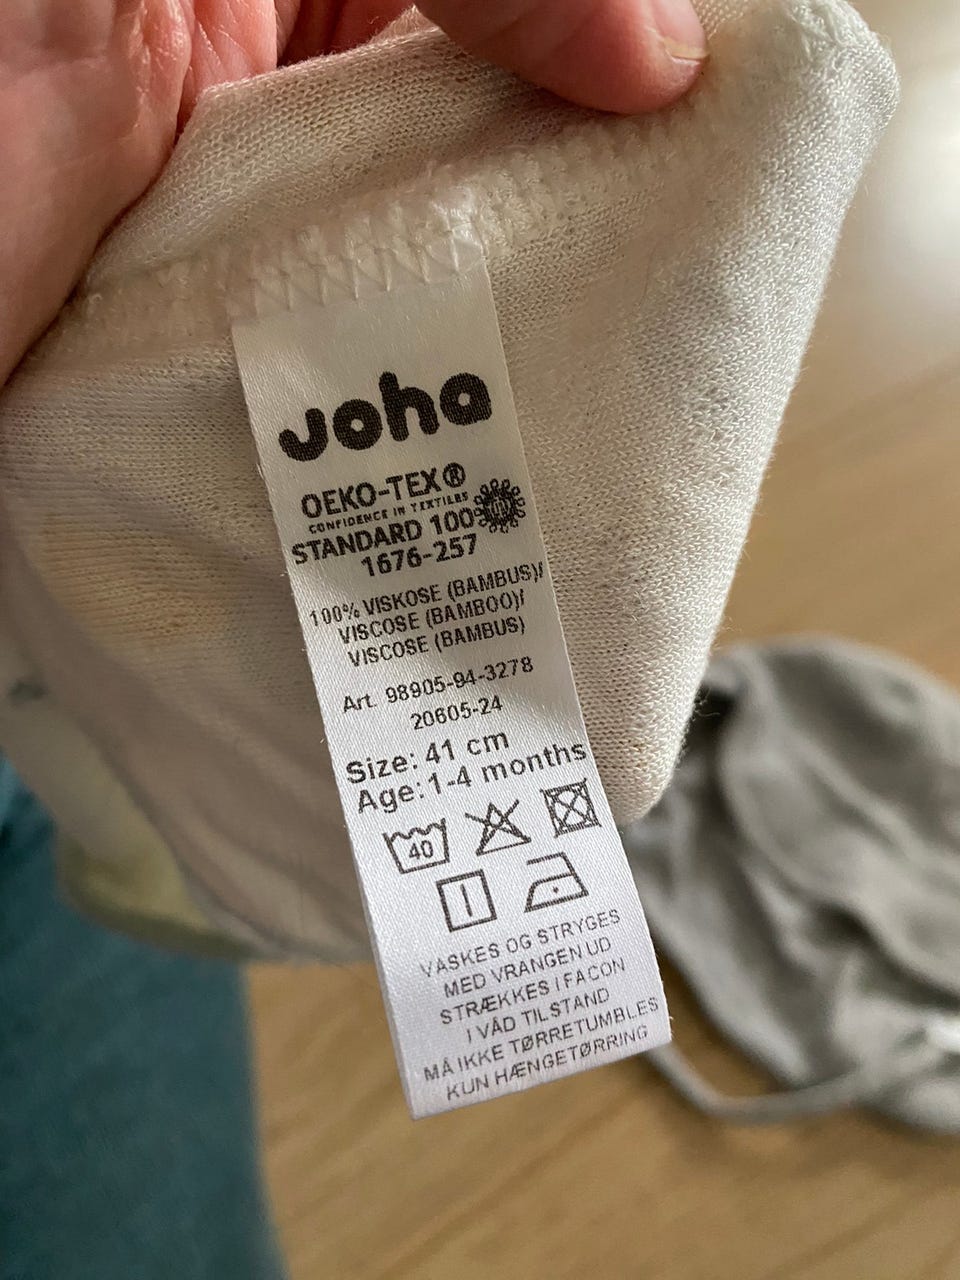 Joha
OEKO-TEX®
CONFIDENCE IN TEXTILES
STANDARD 100
1676-257
100% VISKOSE (BAMBUS)/
VISCOSE (BAMBOO)/
VISCOSE (BAMBUS)
Art. 98905-94-3278
20605-24
Size: 41 cm
Age: 1-4 months
40
VASKES OG STRYGES
MED VRANGEN UD
STRÆKKES I FACON
I VÅD TILSTAND
MÅ IKKE TØRRETUMBLES
KUN HÆNGETØRRING